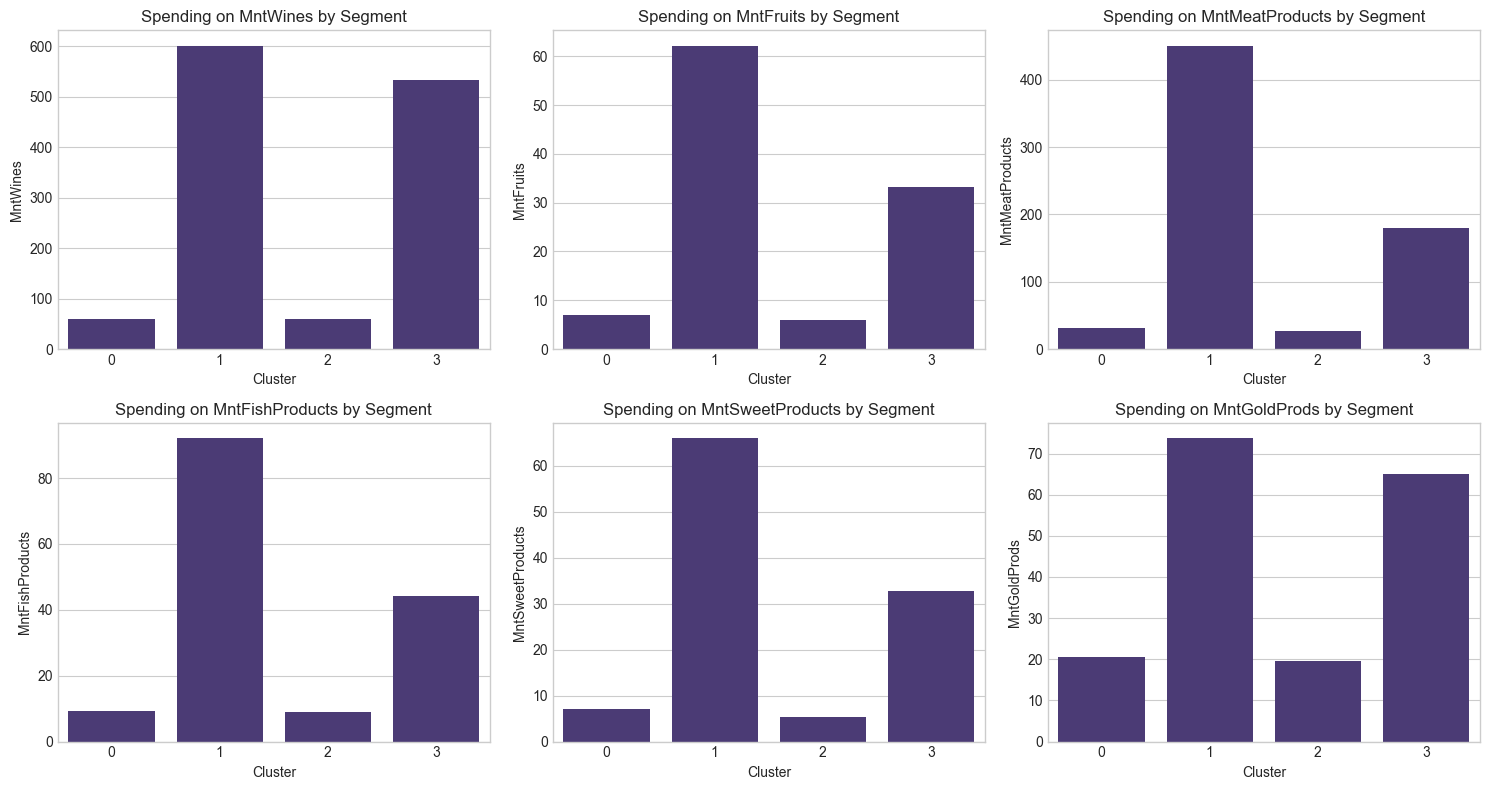 Spending on MntWines by Segment
600
500
400
300
200
100
0
MntWines
0 1 2 3
Cluster
Spending on MntFruits by Segment
60
50
40
30
20
10
0
MntFruits
0 1 2 3
Cluster
Spending on MntMeatProducts by Segment
400
300
200
100
0
MntMeatProducts
0 1 2 3
Cluster
Spending on MntFishProducts by Segment
80
60
40
20
0
MntFishProducts
0 1 2 3
Cluster
Spending on MntSweetProducts by Segment
60
50
40
30
20
10
0
MntSweetProducts
0 1 2 3
Cluster
Spending on MntGoldProds by Segment
70
60
50
40
30
20
10
0
MntGoldProds
0 1 2 3
Cluster